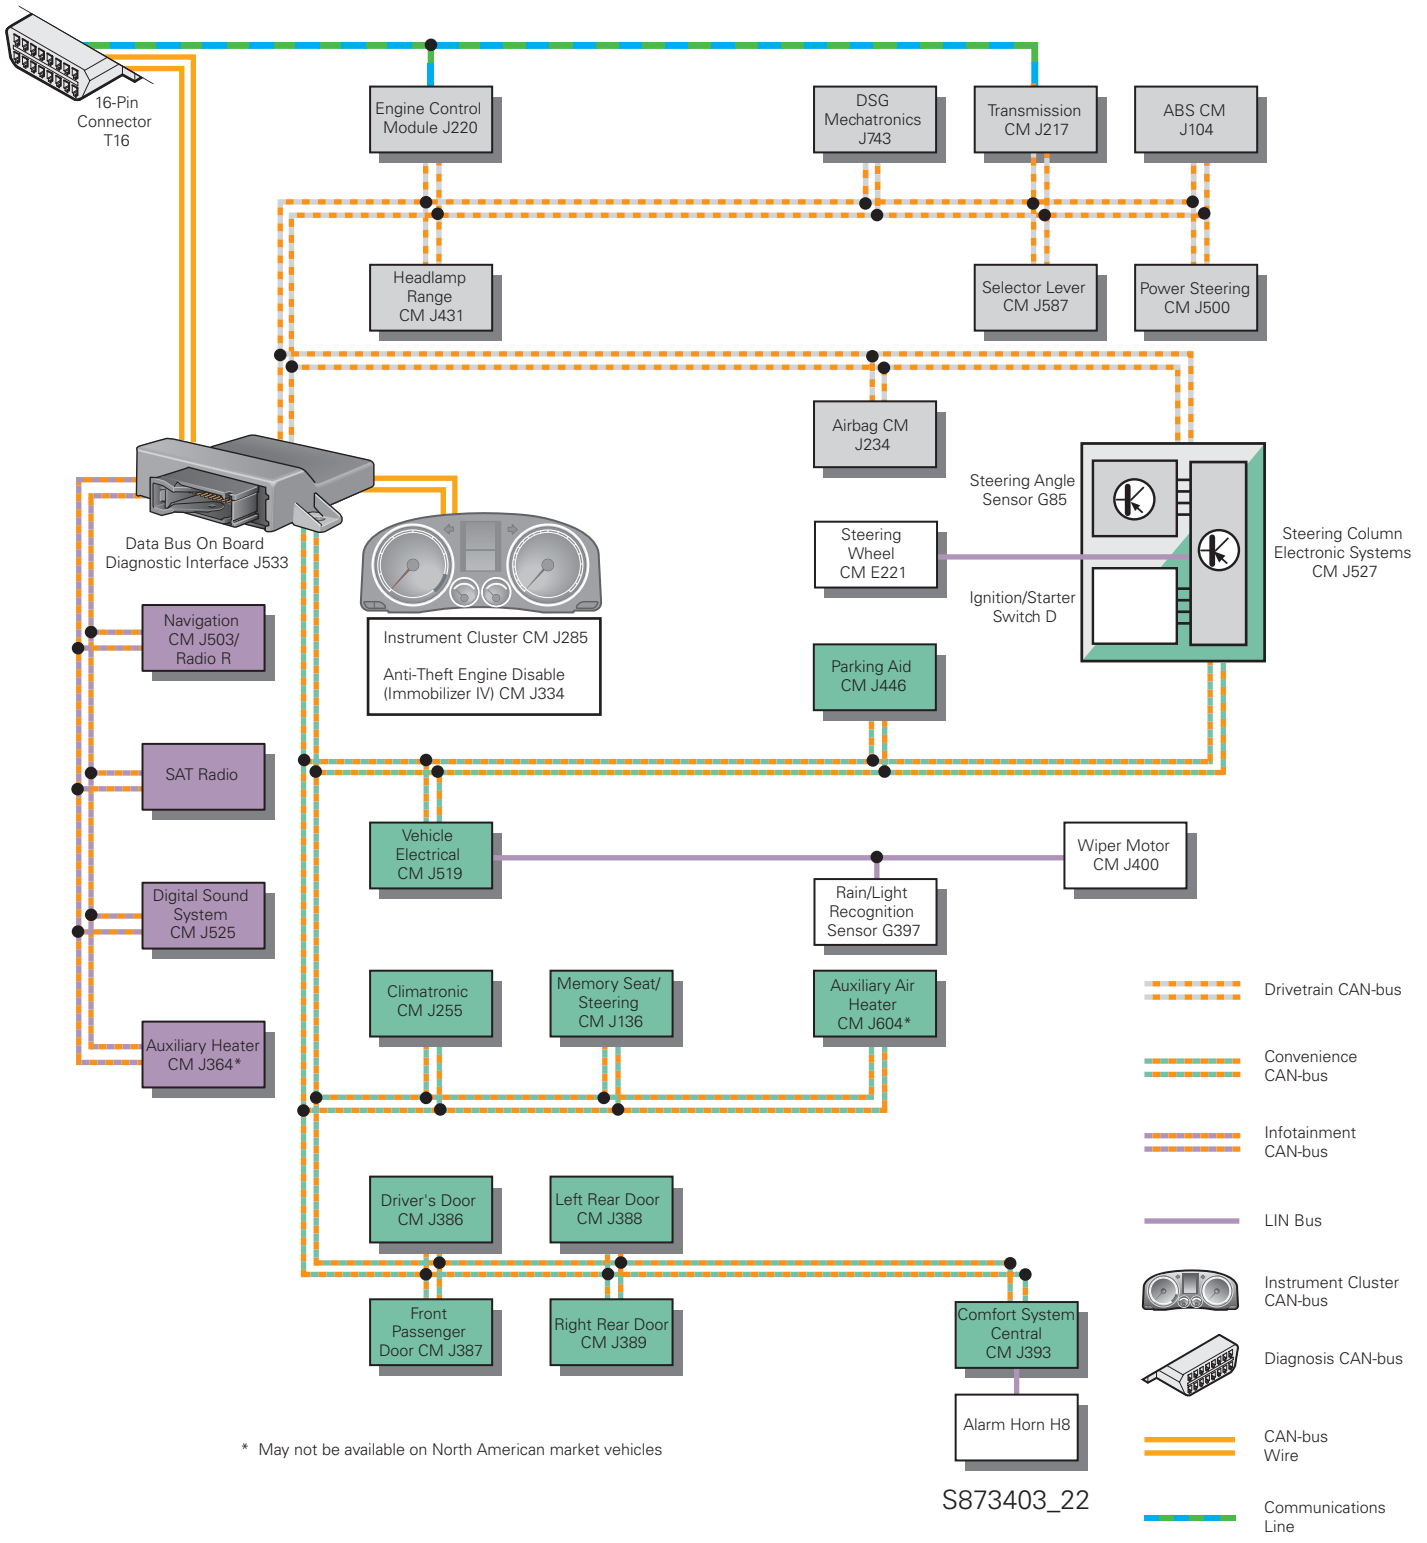 16-Pin
Connector
T16
Engine Control
Module J220
DSG
Mechatronics
J743
Transmission
CM J217
ABS CM
J104
Headlamp
Range
CM J431
Selector Lever
CM J587
Power Steering
CM J500
Airbag CM
J234
Steering Angle
Sensor G85
Steering
Wheel
CM E221
Steering Column
Electronic Systems
CM J527
Ignition/Starter
Switch D
Data Bus On Board
Diagnostic Interface J533
Instrument Cluster CM J285
Anti-Theft Engine Disable
(Immobilizer IV) CM J334
Navigation
CM J503/
Radio R
Parking Aid
CM J446
SAT Radio
Vehicle
Electrical
CM J519
Wiper Motor
CM J400
Rain/Light
Recognition
Sensor G397
Digital Sound
System
CM J525
Climatronic
CM J255
Memory Seat/
Steering
CM J136
Auxiliary Air
Heater
CM J604*
Auxiliary Heater
CM J364*
Driver's Door
CM J386
Left Rear Door
CM J388
Front
Passenger
Door CM J387
Right Rear Door
CM J389
Comfort System
Central
CM J393
Alarm Horn H8
Drivetrain CAN-bus
Convenience
CAN-bus
Infotainment
CAN-bus
LIN Bus
Instrument Cluster
CAN-bus
Diagnosis CAN-bus
CAN-bus
Wire
Communications
Line
* May not be available on North American market vehicles
S873403_22